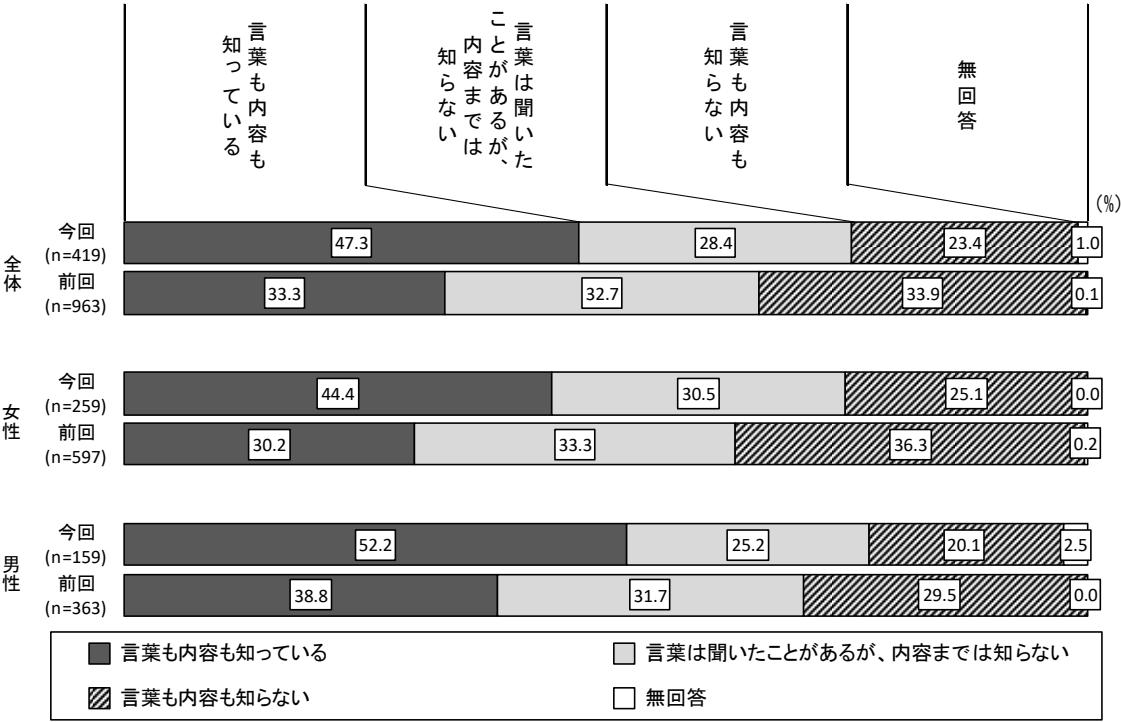 言葉も内容も
知っている
言葉は聞いた
ことがあるが、
内容までは
知らない
言葉も内容も
知らない
無回答
(%)
全体
今回
(n=419)
47.3
28.4
23.4
1.0
前回
(n=963)
33.3
32.7
33.9
0.1
女性
今回
(n=259)
44.4
30.5
25.1
0.0
前回
(n=597)
30.2
33.3
36.3
0.2
男性
今回
(n=159)
52.2
25.2
20.1
2.5
前回
(n=363)
38.8
31.7
29.5
0.0
言葉も内容も知っている
言葉は聞いたことがあるが、内容までは知らない
言葉も内容も知らない
無回答